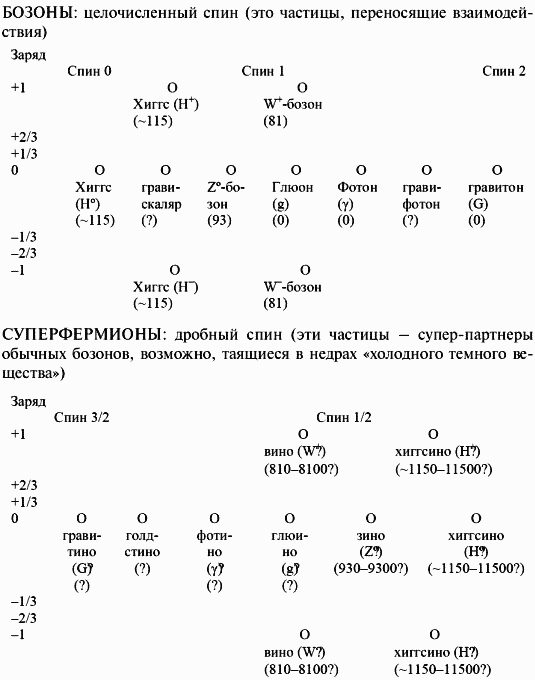 БОЗОНЫ: целочисленный спин (это частицы, переносящие взаимодей-
ствия)
Заряд
Спин 0 Спин 1 Спин 2
+1 O O
Хиггс (H⁺) W⁺-бозон
(~115) (81)
+2/3
+1/3
0 O O O O O O O
Хиггс грави- Z°-бо- Глюон Фотон грави- гравитон
(H°) скаляр зон (g) (γ) фотон (G)
(~115) (?) (93) (0) (0) (?) (0)
–1/3
–2/3
–1 O O
Хиггс (H⁻) W⁻-бозон
(~115) (81)
СУПЕРФЕРМИОНЫ: дробный спин (эти частицы – супер-партнеры
обычных бозонов, возможно, таящиеся в недрах «холодного темного ве-
щества»)
Заряд
Спин 3/2 Спин 1/2
+1 O O
вино (W⁺?) хиггсино (H⁺?)
(810–8100?) (~1150–11500?)
+2/3
+1/3
0 O O O O O O
грави- голд- фоти- глюи- зино хиггсино
тино стино но но (Z°?) (H°?)
(G)? (?) (γ)? (g)? (930–9300?) (~1150–11500?)
(?) (?) (?)
–1/3
–2/3
–1 O O
вино (W⁻?) хиггсино (H⁻?)
(810–8100?) (~1150–11500?)